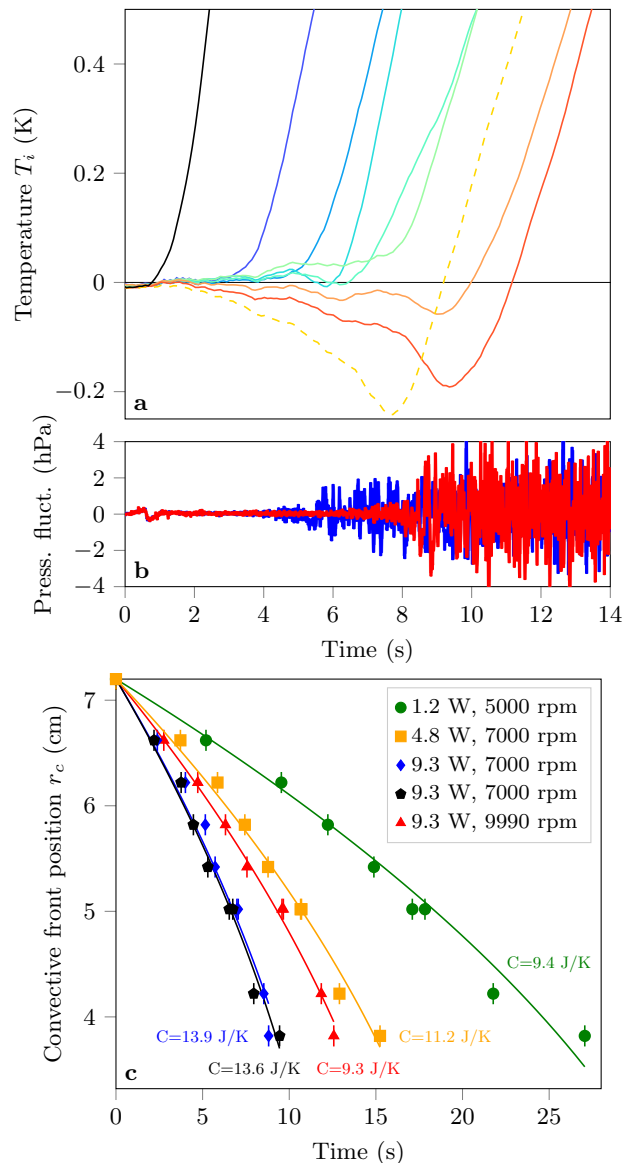 0.4
0.2
0
−0.2
Temperature T_i (K)
a
4
2
0
−2
−4
Press. fluct. (hPa)
b
0 2 4 6 8 10 12 14
Time (s)
7
6
5
4
Convective front position r_c (cm)
1.2 W, 5000 rpm
4.8 W, 7000 rpm
9.3 W, 7000 rpm
9.3 W, 7000 rpm
9.3 W, 9990 rpm
C=9.4 J/K
C=13.9 J/K
C=11.2 J/K
C=13.6 J/K
C=9.3 J/K
c
0 5 10 15 20 25
Time (s)